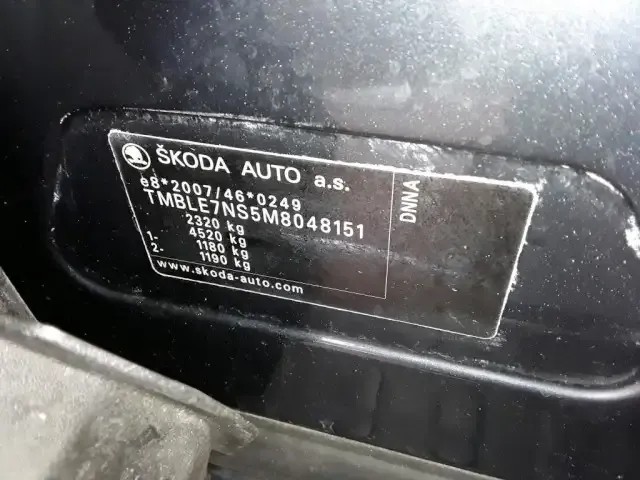 ŠKODA AUTO a.s.
e8*2007/46*0249
TMBLE7NS5M8048151
2320 kg
4520 kg
1. 1180 kg
2. 1190 kg
www.skoda-auto.com
DNNA